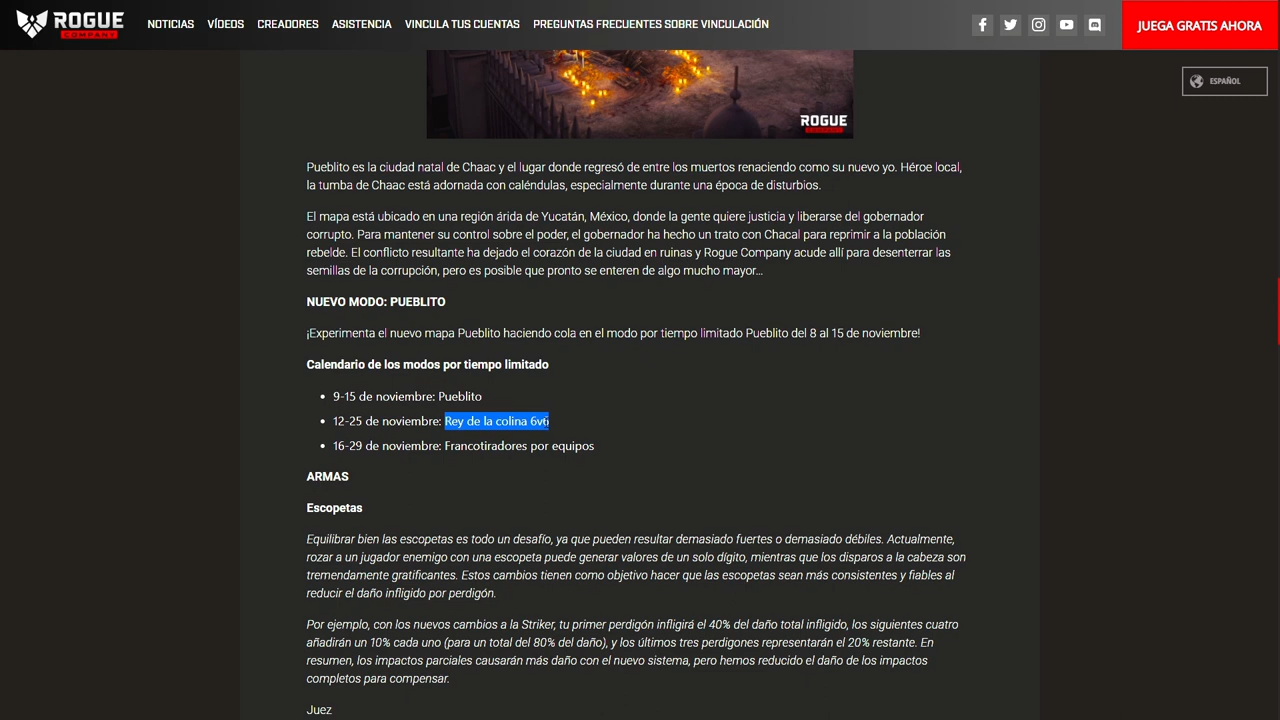 ROGUE
COMPANY
NOTICIAS VÍDEOS CREADORES ASISTENCIA VINCULA TUS CUENTAS PREGUNTAS FRECUENTES SOBRE VINCULACIÓN
JUEGA GRATIS AHORA
ESPAÑOL
ROGUE
COMPANY
Pueblito es la ciudad natal de Chaac y el lugar donde regresó de entre los muertos renaciendo como su nuevo yo. Héroe local,
la tumba de Chaac está adornada con caléndulas, especialmente durante una época de disturbios.
El mapa está ubicado en una región árida de Yucatán, México, donde la gente quiere justicia y liberarse del gobernador
corrupto. Para mantener su control sobre el poder, el gobernador ha hecho un trato con Chacal para reprimir a la población
rebelde. El conflicto resultante ha dejado el corazón de la ciudad en ruinas y Rogue Company acude allí para desenterrar las
semillas de la corrupción, pero es posible que pronto se enteren de algo mucho mayor...
NUEVO MODO: PUEBLITO
¡Experimenta el nuevo mapa Pueblito haciendo cola en el modo por tiempo limitado Pueblito del 8 al 15 de noviembre!
Calendario de los modos por tiempo limitado
• 9-15 de noviembre: Pueblito
• 12-25 de noviembre: Rey de la colina 6v6
• 16-29 de noviembre: Francotiradores por equipos
ARMAS
Escopetas
Equilibrar bien las escopetas es todo un desafío, ya que pueden resultar demasiado fuertes o demasiado débiles. Actualmente,
rozar a un jugador enemigo con una escopeta puede generar valores de un solo dígito, mientras que los disparos a la cabeza son
tremendamente gratificantes. Estos cambios tienen como objetivo hacer que las escopetas sean más consistentes y fiables al
reducir el daño infligido por perdigón.
Por ejemplo, con los nuevos cambios a la Striker, tu primer perdigón infligirá el 40% del daño total infligido, los siguientes cuatro
añadirán un 10% cada uno (para un total del 80% del daño), y los últimos tres perdigones representarán el 20% restante. En
resumen, los impactos parciales causarán más daño con el nuevo sistema, pero hemos reducido el daño de los impactos
completos para compensar.
Juez